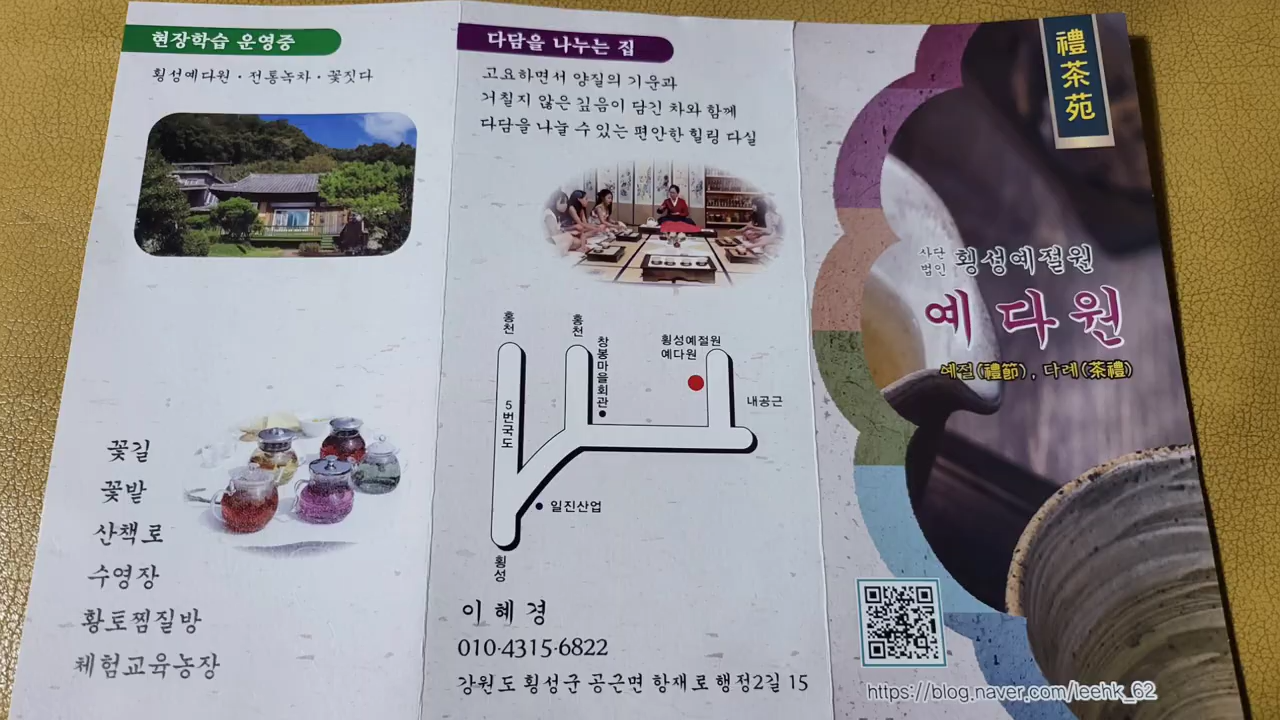 현장학습 운영중
횡성예다원·전통녹차·꽃짓다
꽃길
꽃밭
산책로
수영장
황토찜질방
체험교육농장
다담을 나누는 집
고요하면서 양질의 기운과
거칠지 않은 깊음이 담긴 차와 함께
다담을 나눌 수 있는 편안한 힐링 다실
홍천
홍천
창봉마을회관
횡성예절원
예다원
내공근
5번국도
일진산업
횡성
이혜경
010·4315·6822
강원도 횡성군 공근면 항재로행정2길 15
禮茶苑
사단법인 횡성예절원
예다원
예절(禮節), 다례(茶禮)
https://blog.naver.com/leehk_62